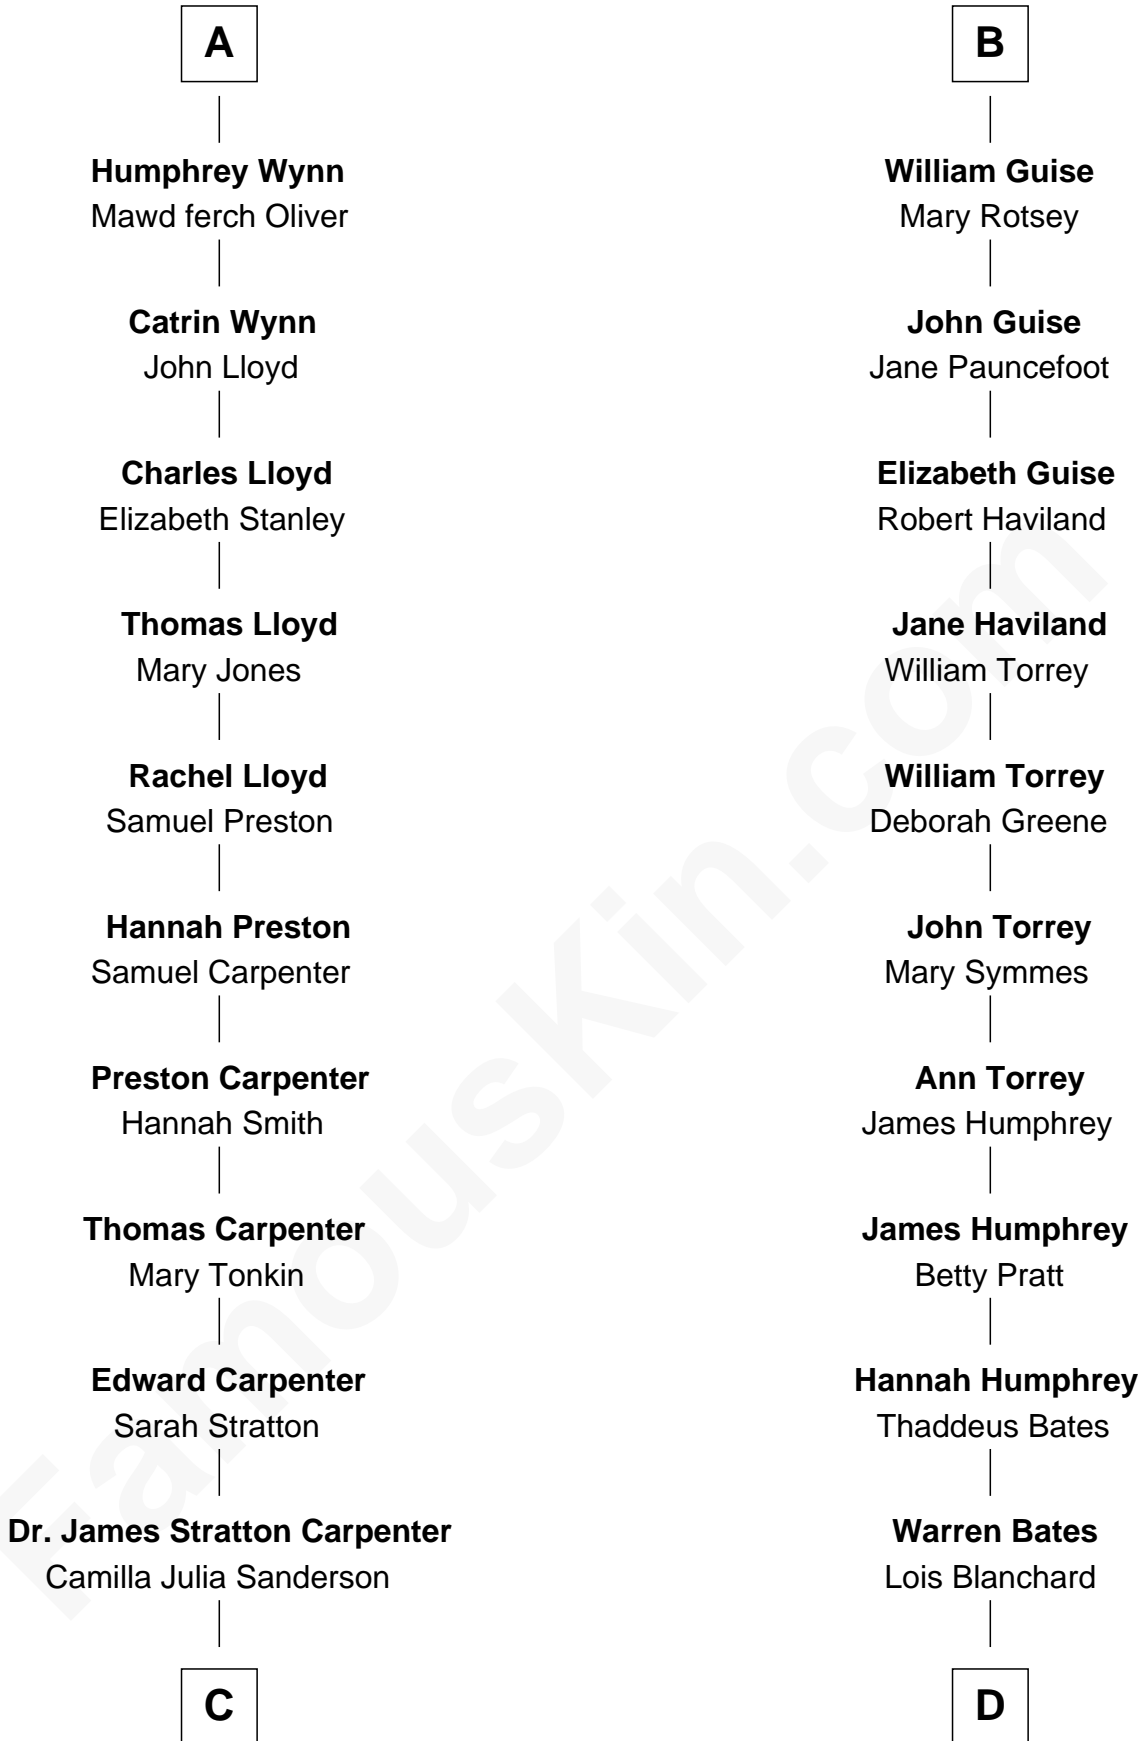 A
Humphrey Wynn
Mawd ferch Oliver
Catrin Wynn
John Lloyd
Charles Lloyd
Elizabeth Stanley
Thomas Lloyd
Mary Jones
Rachel Lloyd
Samuel Preston
Hannah Preston
Samuel Carpenter
Preston Carpenter
Hannah Smith
Thomas Carpenter
Mary Tonkin
Edward Carpenter
Sarah Stratton
Dr. James Stratton Carpenter
Camilla Julia Sanderson
C
B
William Guise
Mary Rotsey
John Guise
Jane Pauncefoot
Elizabeth Guise
Robert Haviland
Jane Haviland
William Torrey
William Torrey
Deborah Greene
John Torrey
Mary Symmes
Ann Torrey
James Humphrey
James Humphrey
Betty Pratt
Hannah Humphrey
Thaddeus Bates
Warren Bates
Lois Blanchard
D
FamousKin.com